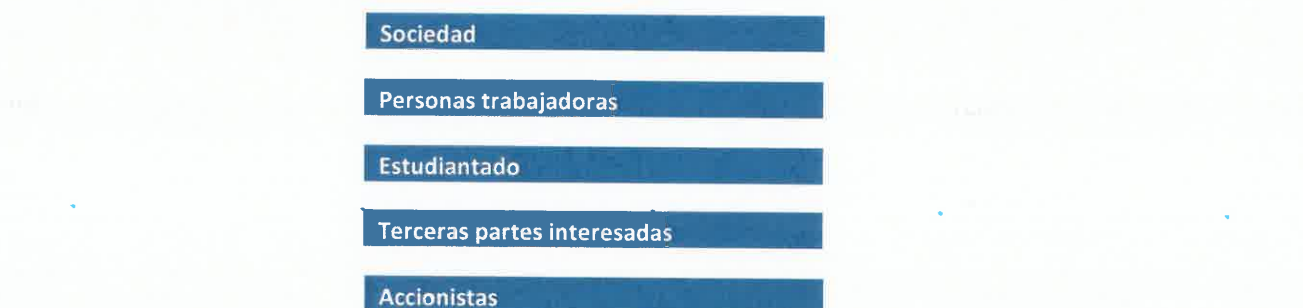 Sociedad
Personas trabajadoras
Estudiantado
Terceras partes interesadas
Accionistas